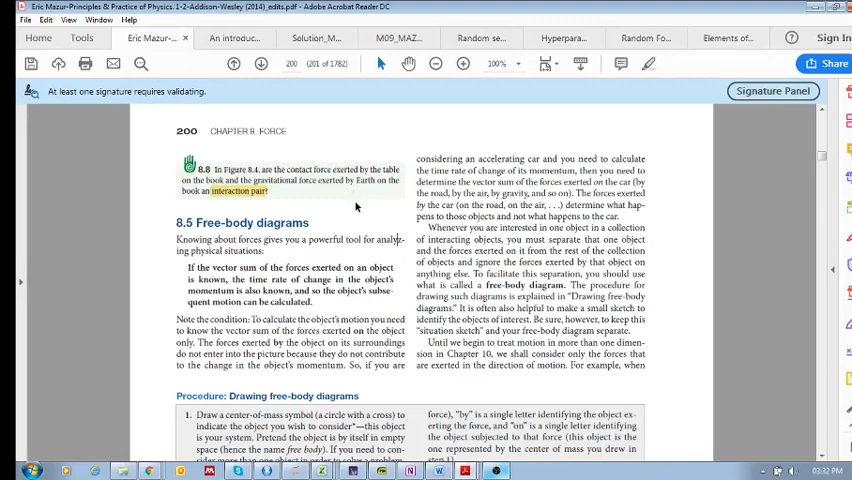 Eric Mazur-Principles & Practice of Physics. 1-2-Addison-Wesley (2014)_edits.pdf - Adobe Acrobat Reader DC
File Edit View Window Help
Home Tools Eric Mazur-... × An introduc... Solution_M... M09_MAZ... Random se... Hyperpara... Random Fo... Elements of... Sign In
200 (201 of 1782) 100% Share
At least one signature requires validating. Signature Panel
200 CHAPTER 8 FORCE
8.8 In Figure 8.4, are the contact force exerted by the table
on the book and the gravitational force exerted by Earth on the
book an interaction pair?
8.5 Free-body diagrams
Knowing about forces gives you a powerful tool for analyz-
ing physical situations:
If the vector sum of the forces exerted on an object
is known, the time rate of change in the object's
momentum is also known, and so the object's subse-
quent motion can be calculated.
Note the condition: To calculate the object's motion you need
to know the vector sum of the forces exerted on the object
only. The forces exerted by the object on its surroundings
do not enter into the picture because they do not contribute
to the change in the object's momentum. So, if you are
considering an accelerating car and you need to calculate
the time rate of change of its momentum, then you need to
determine the vector sum of the forces exerted on the car (by
the road, by the air, by gravity, and so on). The forces exerted
by the car (on the road, on the air, . . .) determine what hap-
pens to those objects and not what happens to the car.
Whenever you are interested in one object in a collection
of interacting objects, you must separate that one object
and the forces exerted on it from the rest of the collection
of objects and ignore the forces exerted by that object on
anything else. To facilitate this separation, you should use
what is called a free-body diagram. The procedure for
drawing such diagrams is explained in "Drawing free-body
diagrams." It is often also helpful to make a small sketch to
identify the objects of interest. Be sure, however, to keep this
"situation sketch" and your free-body diagram separate.
Until we begin to treat motion in more than one dimen-
sion in Chapter 10, we shall consider only the forces that
are exerted in the direction of motion. For example, when
Procedure: Drawing free-body diagrams
1. Draw a center-of-mass symbol (a circle with a cross) to
indicate the object you wish to consider*—this object
is your system. Pretend the object is by itself in empty
space (hence the name free body). If you need to con-
sider more than one object in order to solve a problem,
force), "by" is a single letter identifying the object ex-
erting the force, and "on" is a single letter identifying
the object subjected to that force (this object is the
one represented by the center of mass you drew in
step 1).
03:32 PM